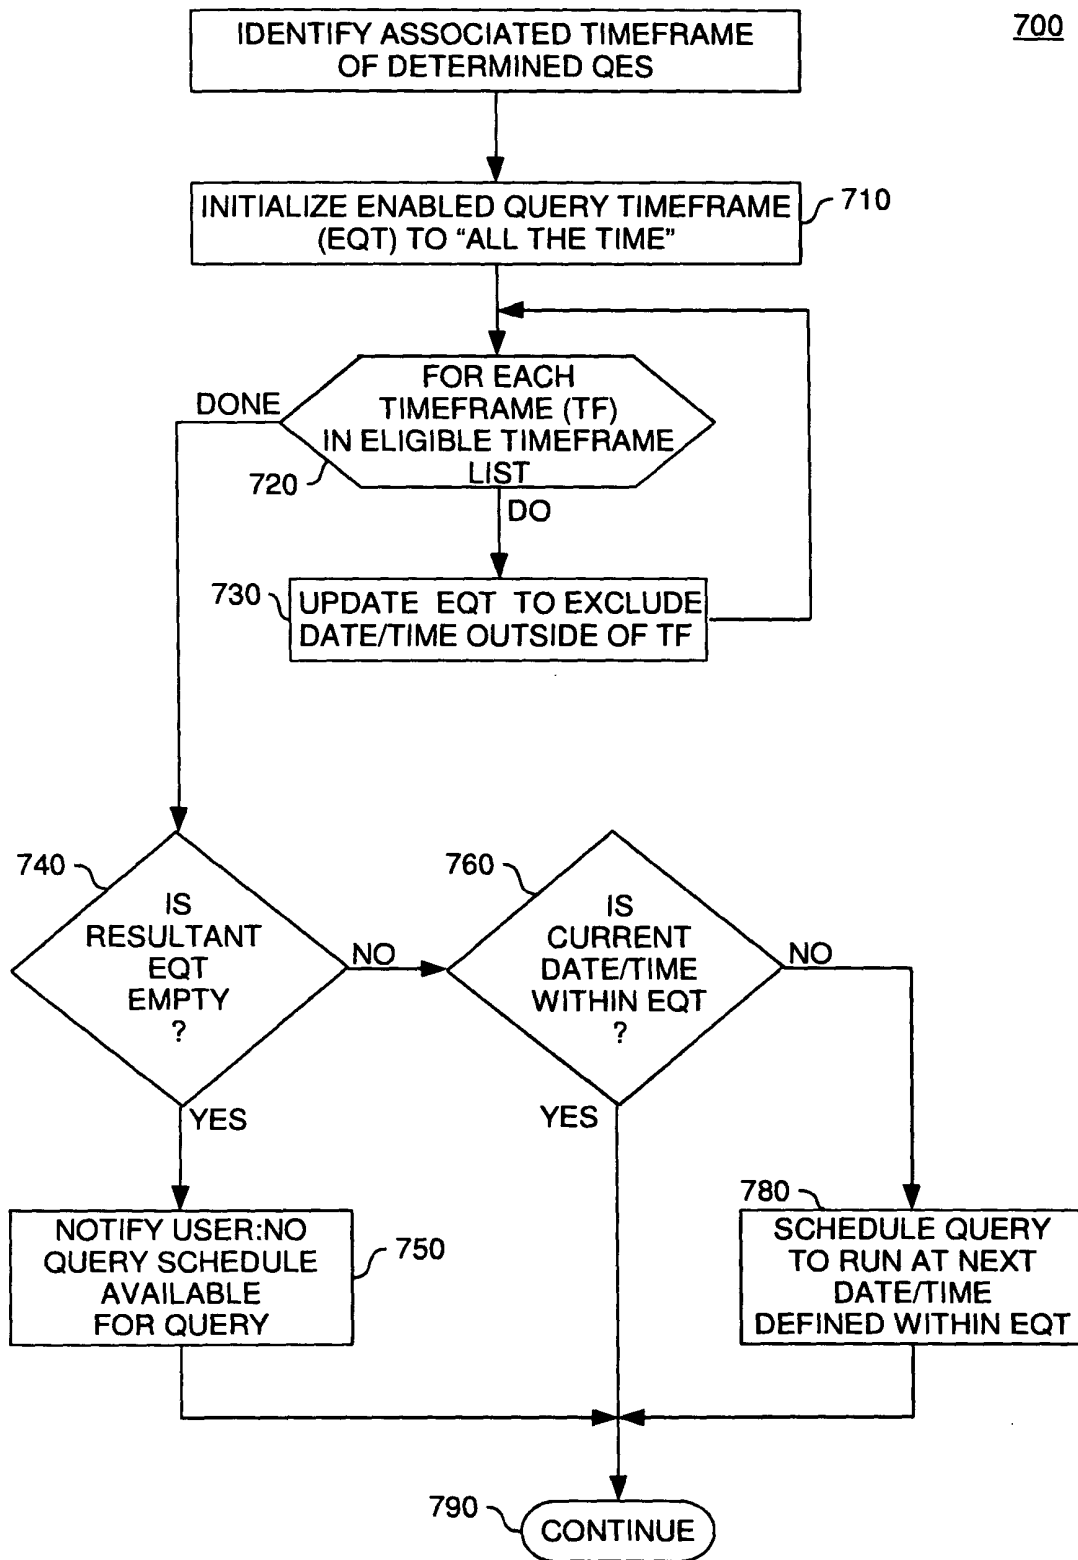 700
IDENTIFY ASSOCIATED TIMEFRAME
OF DETERMINED QES
INITIALIZE ENABLED QUERY TIMEFRAME
(EQT) TO “ALL THE TIME”
710
FOR EACH
TIMEFRAME (TF)
IN ELIGIBLE TIMEFRAME
LIST
DONE
720
DO
730
UPDATE EQT TO EXCLUDE
DATE/TIME OUTSIDE OF TF
740
IS
RESULTANT
EQT
EMPTY
?
NO
YES
760
IS
CURRENT
DATE/TIME
WITHIN EQT
?
NO
YES
NOTIFY USER:NO
QUERY SCHEDULE
AVAILABLE
FOR QUERY
750
780
SCHEDULE QUERY
TO RUN AT NEXT
DATE/TIME
DEFINED WITHIN EQT
790
CONTINUE